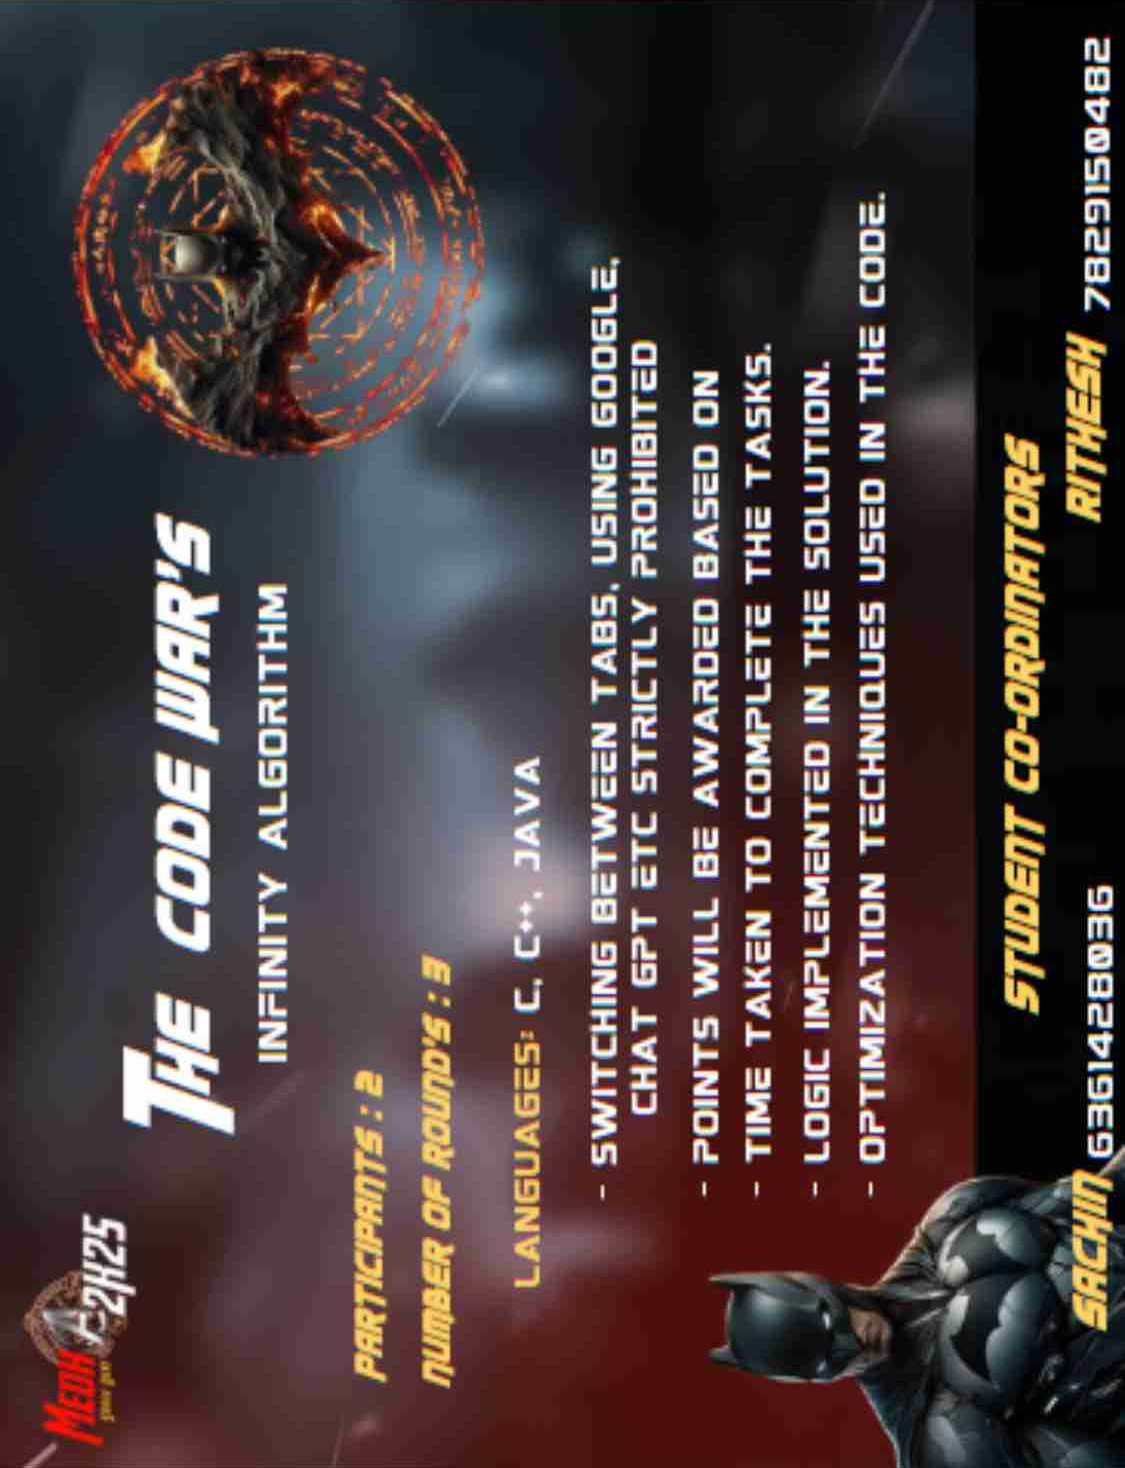 MEDHA 2K25
THE CODE WAR'S
INFINITY ALGORITHM
PARTICIPANTS : 2
NUMBER OF ROUND'S : 3
LANGUAGES: C, C++, JAVA
- SWITCHING BETWEEN TABS, USING GOOGLE,
CHAT GPT ETC STRICTLY PROHIBITED
- POINTS WILL BE AWARDED BASED ON
- TIME TAKEN TO COMPLETE THE TASKS.
- LOGIC IMPLEMENTED IN THE SOLUTION.
- OPTIMIZATION TECHNIQUES USED IN THE CODE.
STUDENT CO-ORDINATORS
SACHIN 6361428036 RITHESH 7829150482